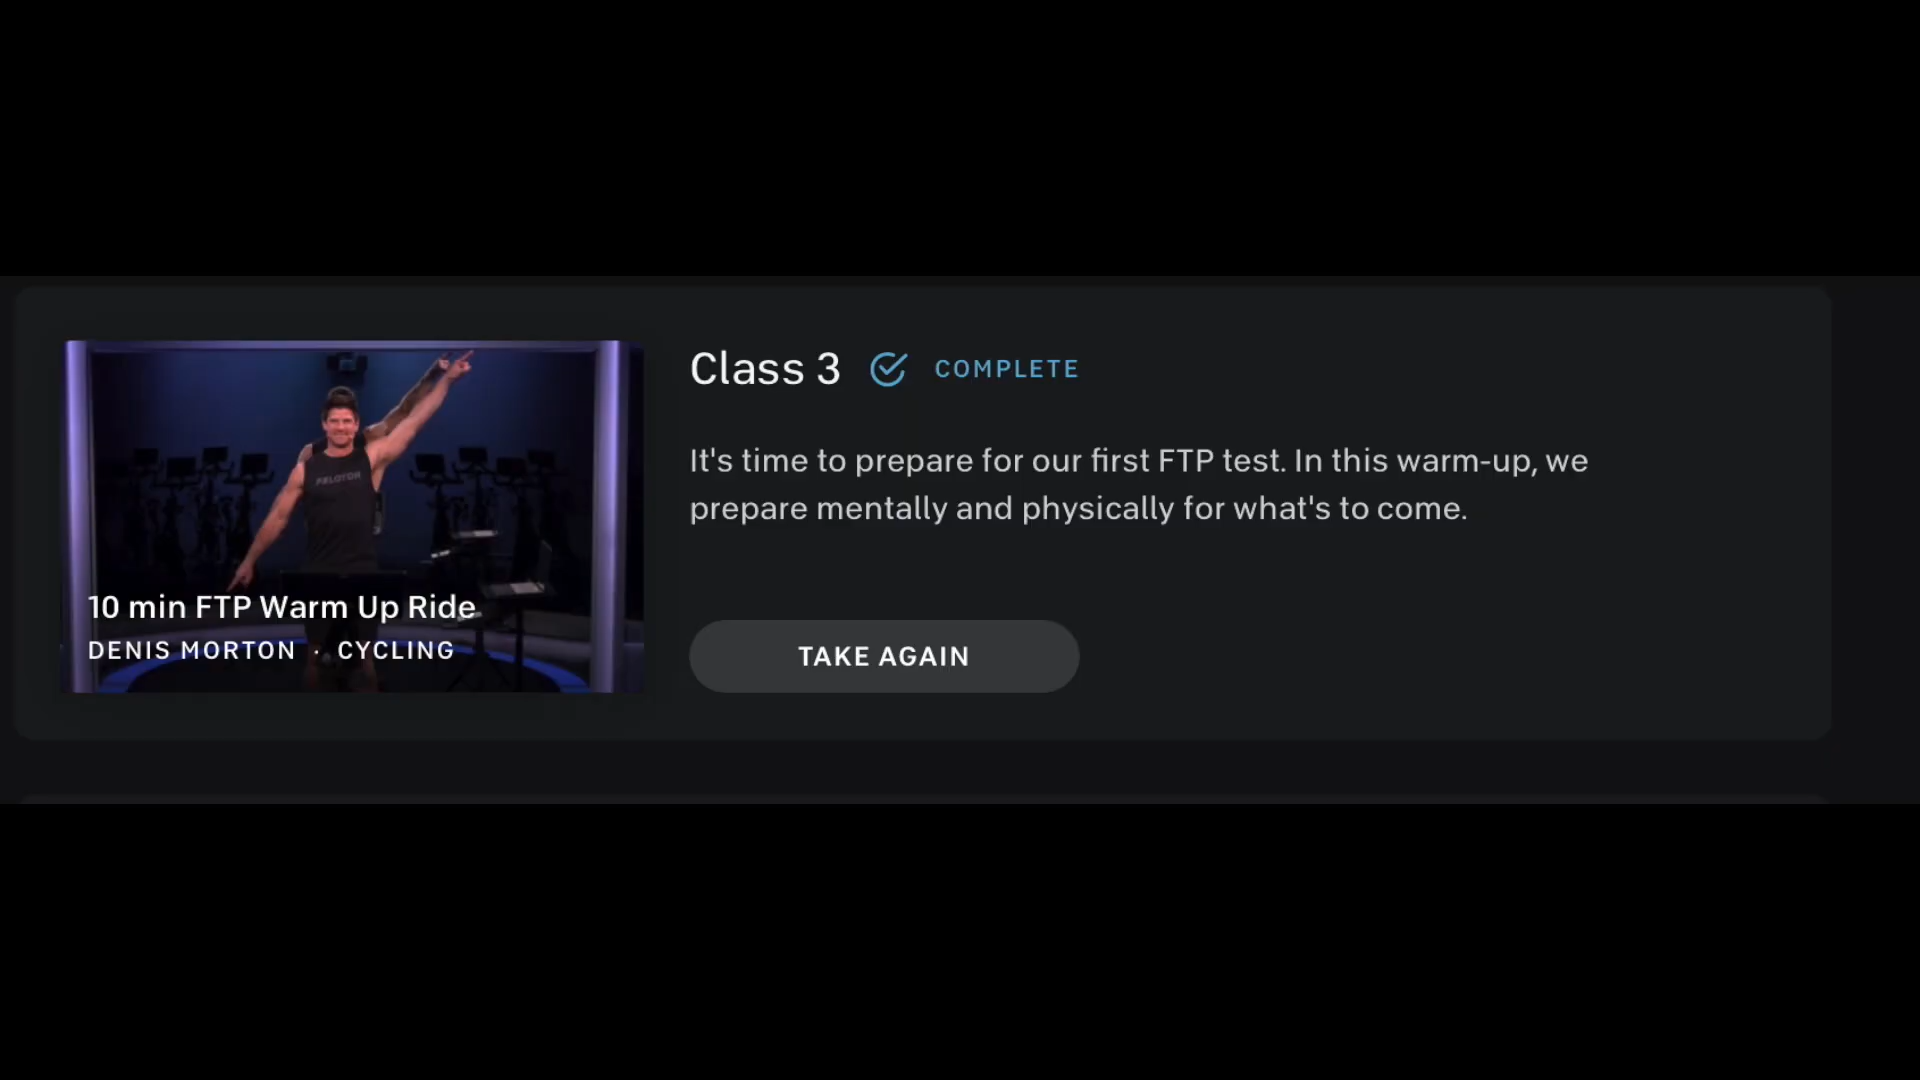 Class 3 COMPLETE
It's time to prepare for our first FTP test. In this warm-up, we
prepare mentally and physically for what's to come.
PELOTON
10 min FTP Warm Up Ride
DENIS MORTON · CYCLING
TAKE AGAIN